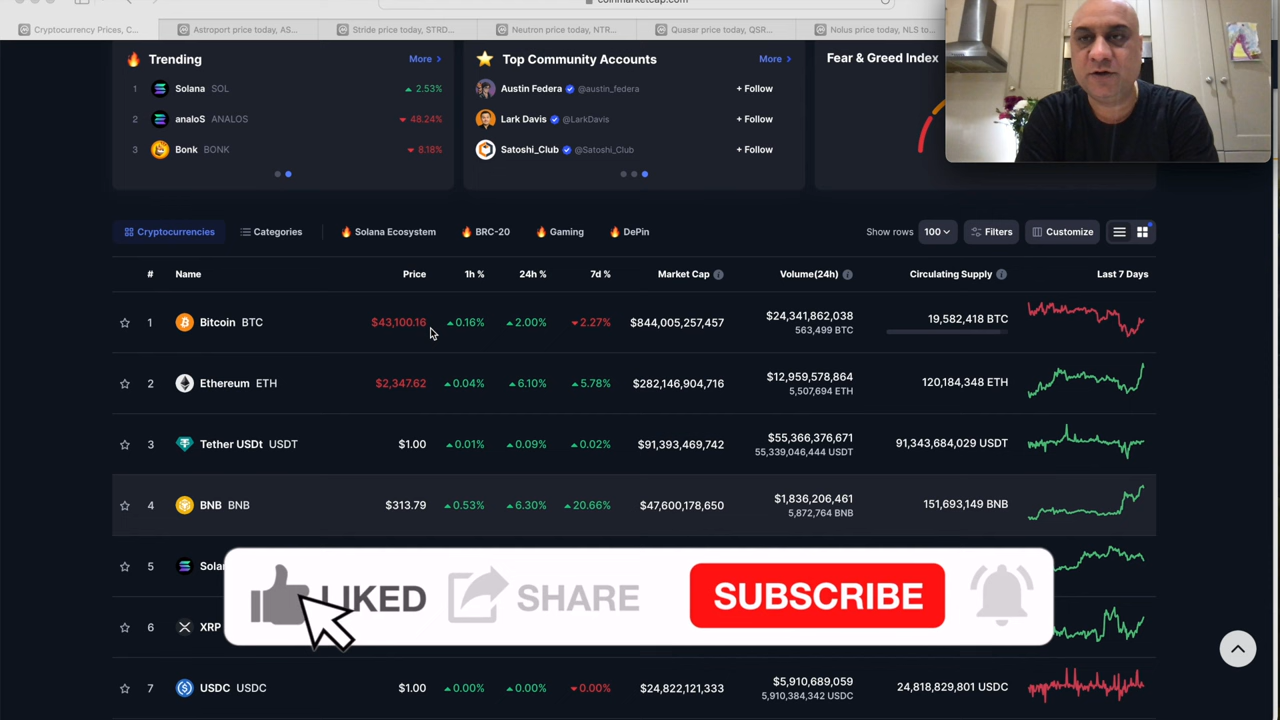 coinmarketcap.com
Cryptocurrency Prices, C...
Astroport price today, AS...
Stride price today, STRD...
Neutron price today, NTR...
Quasar price today, QSR...
Nolus price today, NLS to...
Trending
More >
1 Solana SOL 2.53%
2 analoS ANALOS 48.24%
3 Bonk BONK 8.18%
Top Community Accounts
More >
Austin Federa @austin_federa + Follow
Lark Davis @LarkDavis + Follow
Satoshi_Club @Satoshi_Club + Follow
Fear & Greed Index
Cryptocurrencies Categories Solana Ecosystem BRC-20 Gaming DePin Show rows 100 Filters Customize
# Name Price 1h % 24h % 7d % Market Cap Volume(24h) Circulating Supply Last 7 Days
1 Bitcoin BTC $43,100.16 0.16% 2.00% 2.27% $844,005,257,457 $24,341,862,038 19,582,418 BTC
563,499 BTC
2 Ethereum ETH $2,347.62 0.04% 6.10% 5.78% $282,146,904,716 $12,959,578,864 120,184,348 ETH
5,507,694 ETH
3 Tether USDt USDT $1.00 0.01% 0.09% 0.02% $91,393,469,742 $55,366,376,671 91,343,684,029 USDT
55,339,046,444 USDT
4 BNB BNB $313.79 0.53% 6.30% 20.66% $47,600,178,650 $1,836,206,461 151,693,149 BNB
5,872,764 BNB
5 Sola
LIKED SHARE SUBSCRIBE
6 XRP
7 USDC USDC $1.00 0.00% 0.00% 0.00% $24,822,121,333 $5,910,689,059 24,818,829,801 USDC
5,910,384,342 USDC